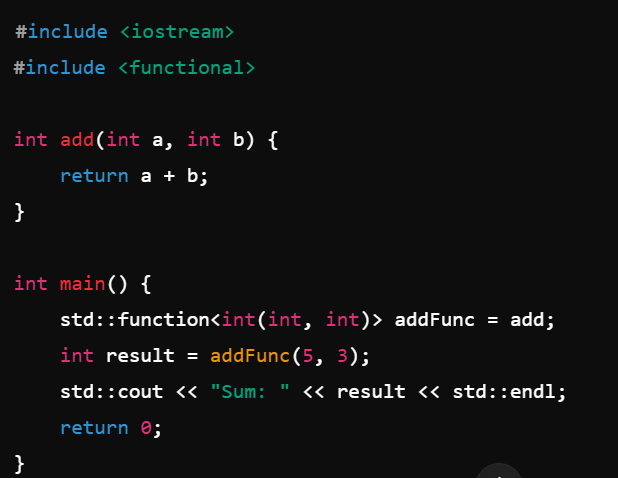 #include <iostream>
#include <functional>
int add(int a, int b) {
    return a + b;
}
int main() {
    std::function<int(int, int)> addFunc = add;
    int result = addFunc(5, 3);
    std::cout << "Sum: " << result << std::endl;
    return 0;
}